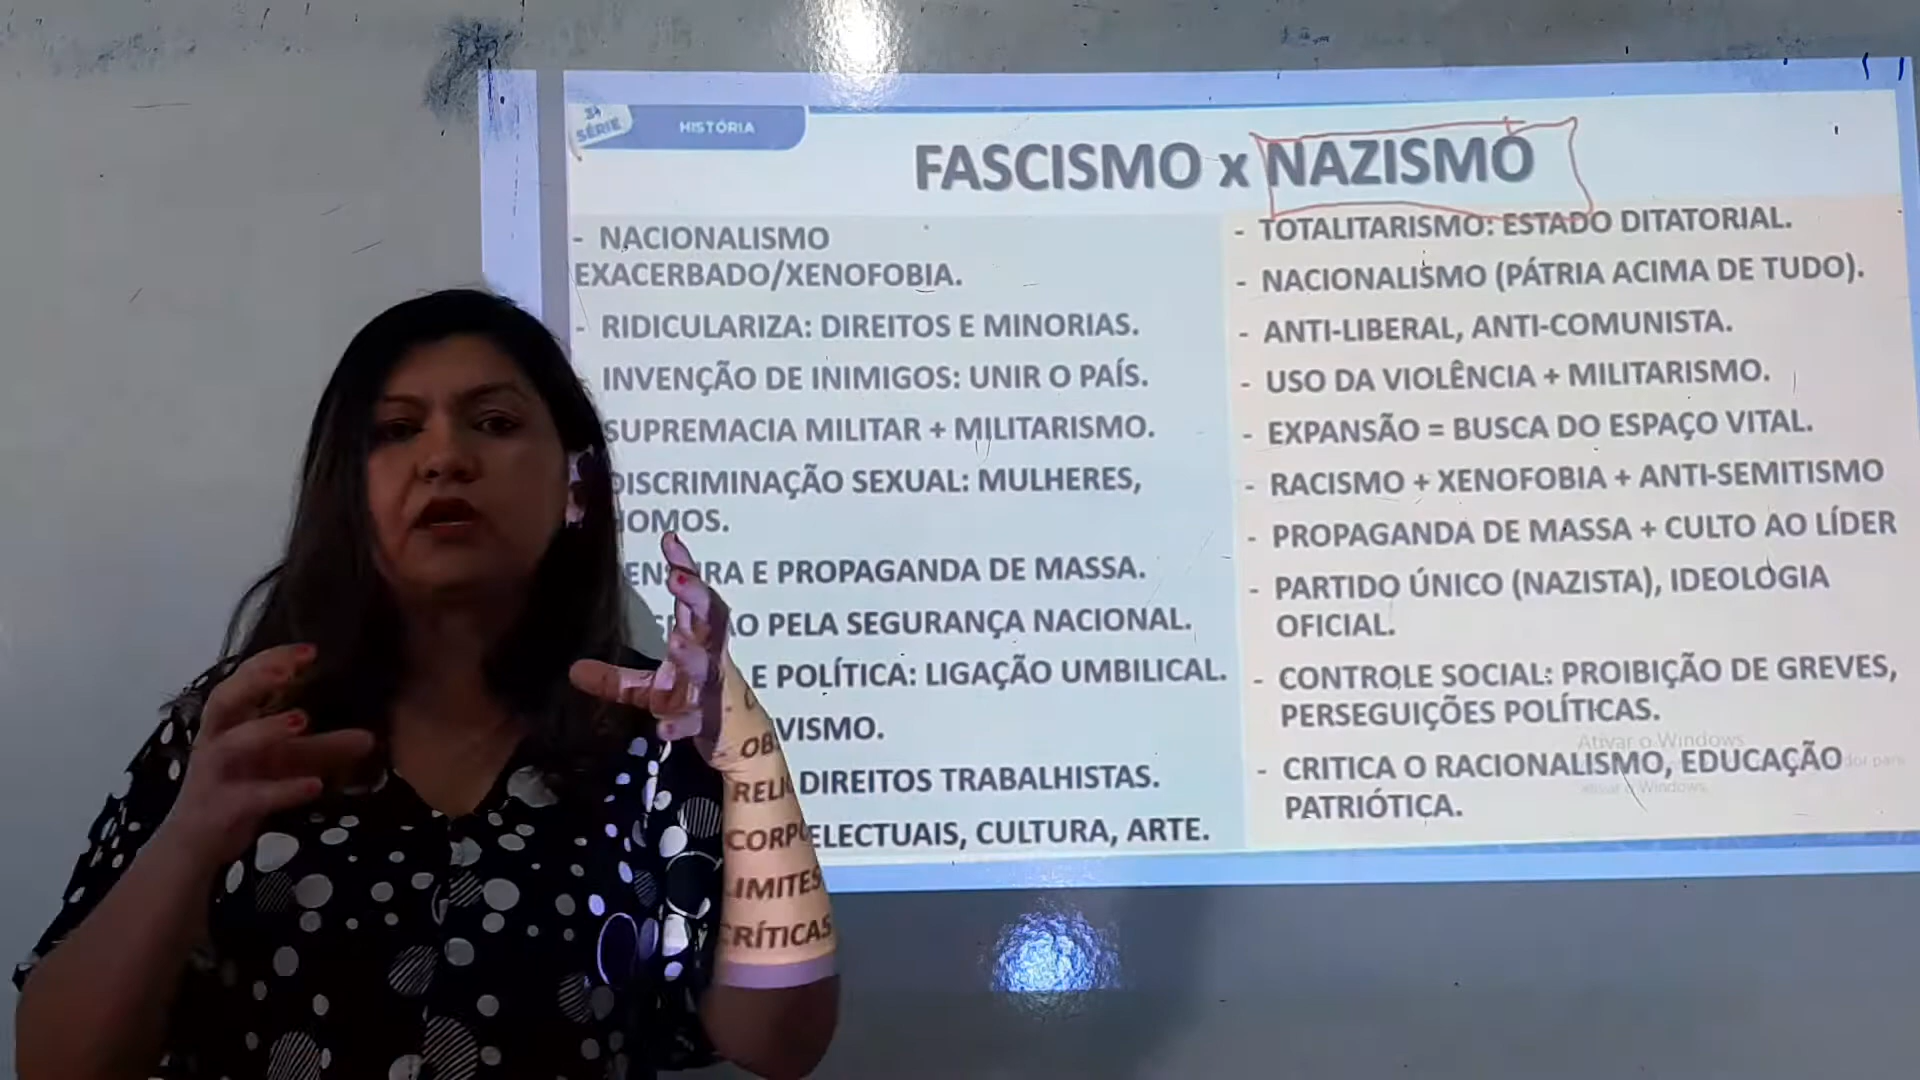 3ª
SÉRIE
HISTÓRIA
FASCISMO x NAZISMO
- NACIONALISMO
EXACERBADO/XENOFOBIA.
- RIDICULARIZA: DIREITOS E MINORIAS.
INVENÇÃO DE INIMIGOS: UNIR O PAÍS.
SUPREMACIA MILITAR + MILITARISMO.
DISCRIMINAÇÃO SEXUAL: MULHERES,
HOMOS.
E PROPAGANDA DE MASSA.
PELA SEGURANÇA NACIONAL.
E POLÍTICA: LIGAÇÃO UMBILICAL.
DIREITOS TRABALHISTAS.
CULTURA, ARTE.
LIMITES
CRÍTICAS
- TOTALITARISMO: ESTADO DITATORIAL.
- NACIONALISMO (PÁTRIA ACIMA DE TUDO).
- ANTI-LIBERAL, ANTI-COMUNISTA.
- USO DA VIOLÊNCIA + MILITARISMO.
- EXPANSÃO = BUSCA DO ESPAÇO VITAL.
- RACISMO + XENOFOBIA + ANTI-SEMITISMO
- PROPAGANDA DE MASSA + CULTO AO LÍDER
- PARTIDO ÚNICO (NAZISTA), IDEOLOGIA
OFICIAL.
- CONTROLE SOCIAL: PROIBIÇÃO DE GREVES,
PERSEGUIÇÕES POLÍTICAS.
- CRITICA O RACIONALISMO, EDUCAÇÃO
PATRIÓTICA.
Ativar o Windows